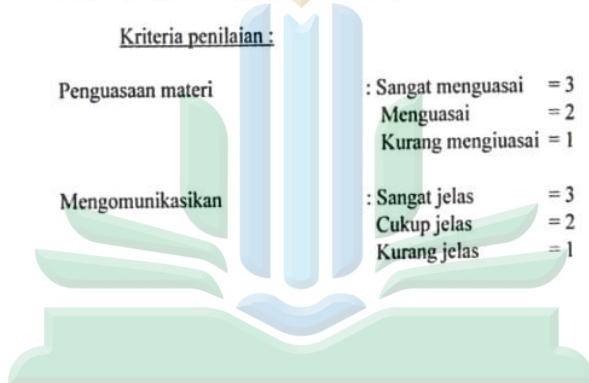 Kriteria penilaian :
Penguasaan materi : Sangat menguasai = 3
Menguasai = 2
Kurang mengiuasai = 1
Mengomunikasikan : Sangat jelas = 3
Cukup jelas = 2
Kurang jelas = 1